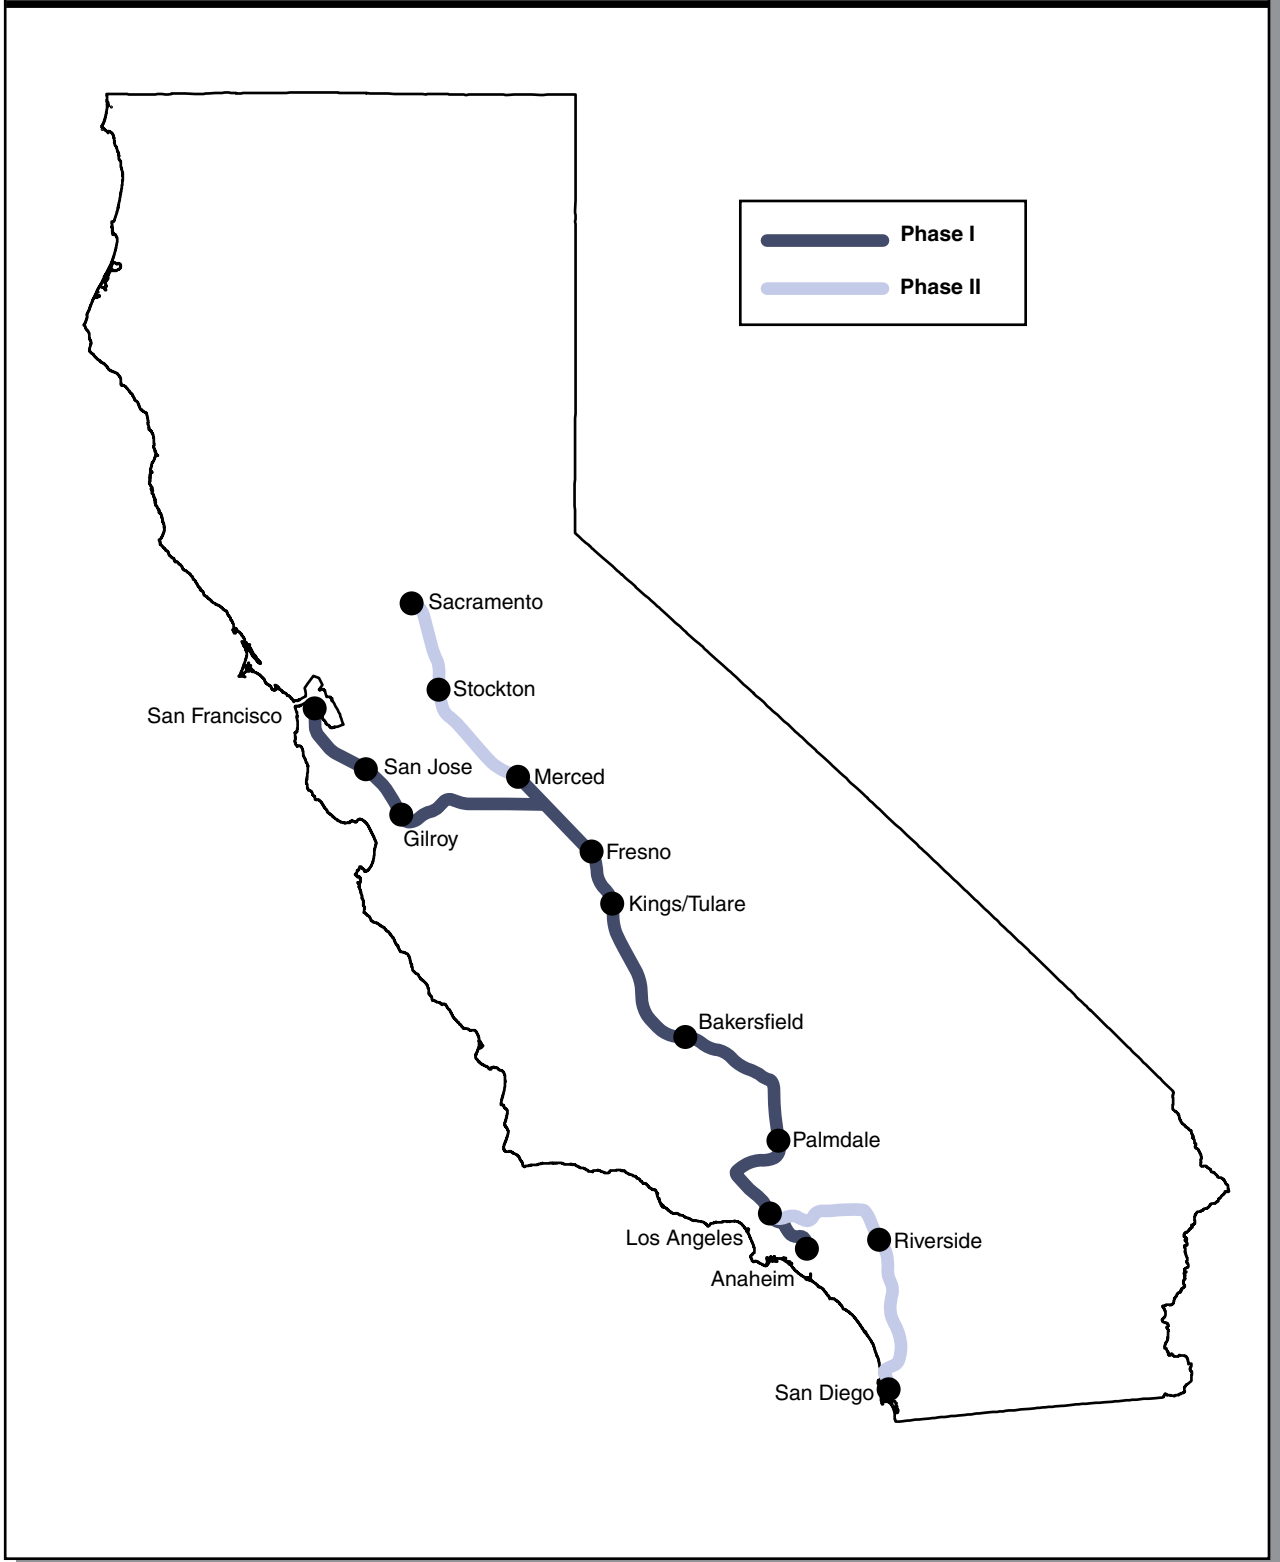 Phase I
Phase II
Sacramento
Stockton
San Francisco
San Jose
Merced
Gilroy
Fresno
Kings/Tulare
Bakersfield
Palmdale
Los Angeles
Riverside
Anaheim
San Diego